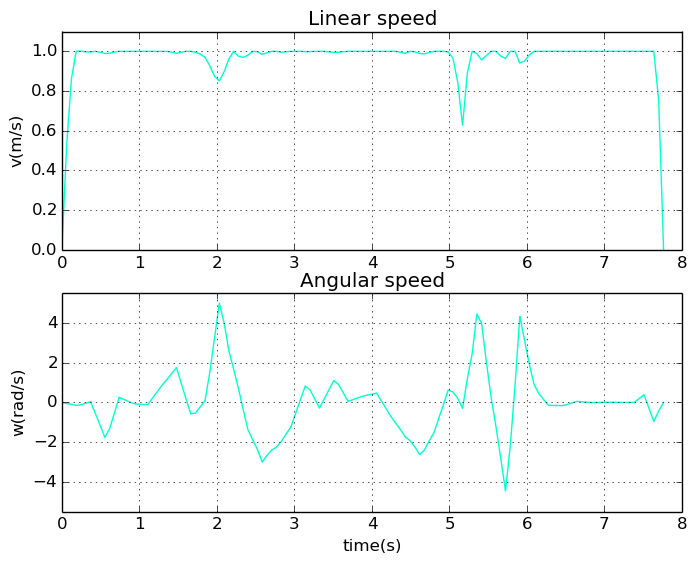 Linear speed
v(m/s)
1.0
0.8
0.6
0.4
0.2
0.0
0 1 2 3 4 5 6 7 8
Angular speed
w(rad/s)
4
2
0
−2
−4
0 1 2 3 4 5 6 7 8
time(s)